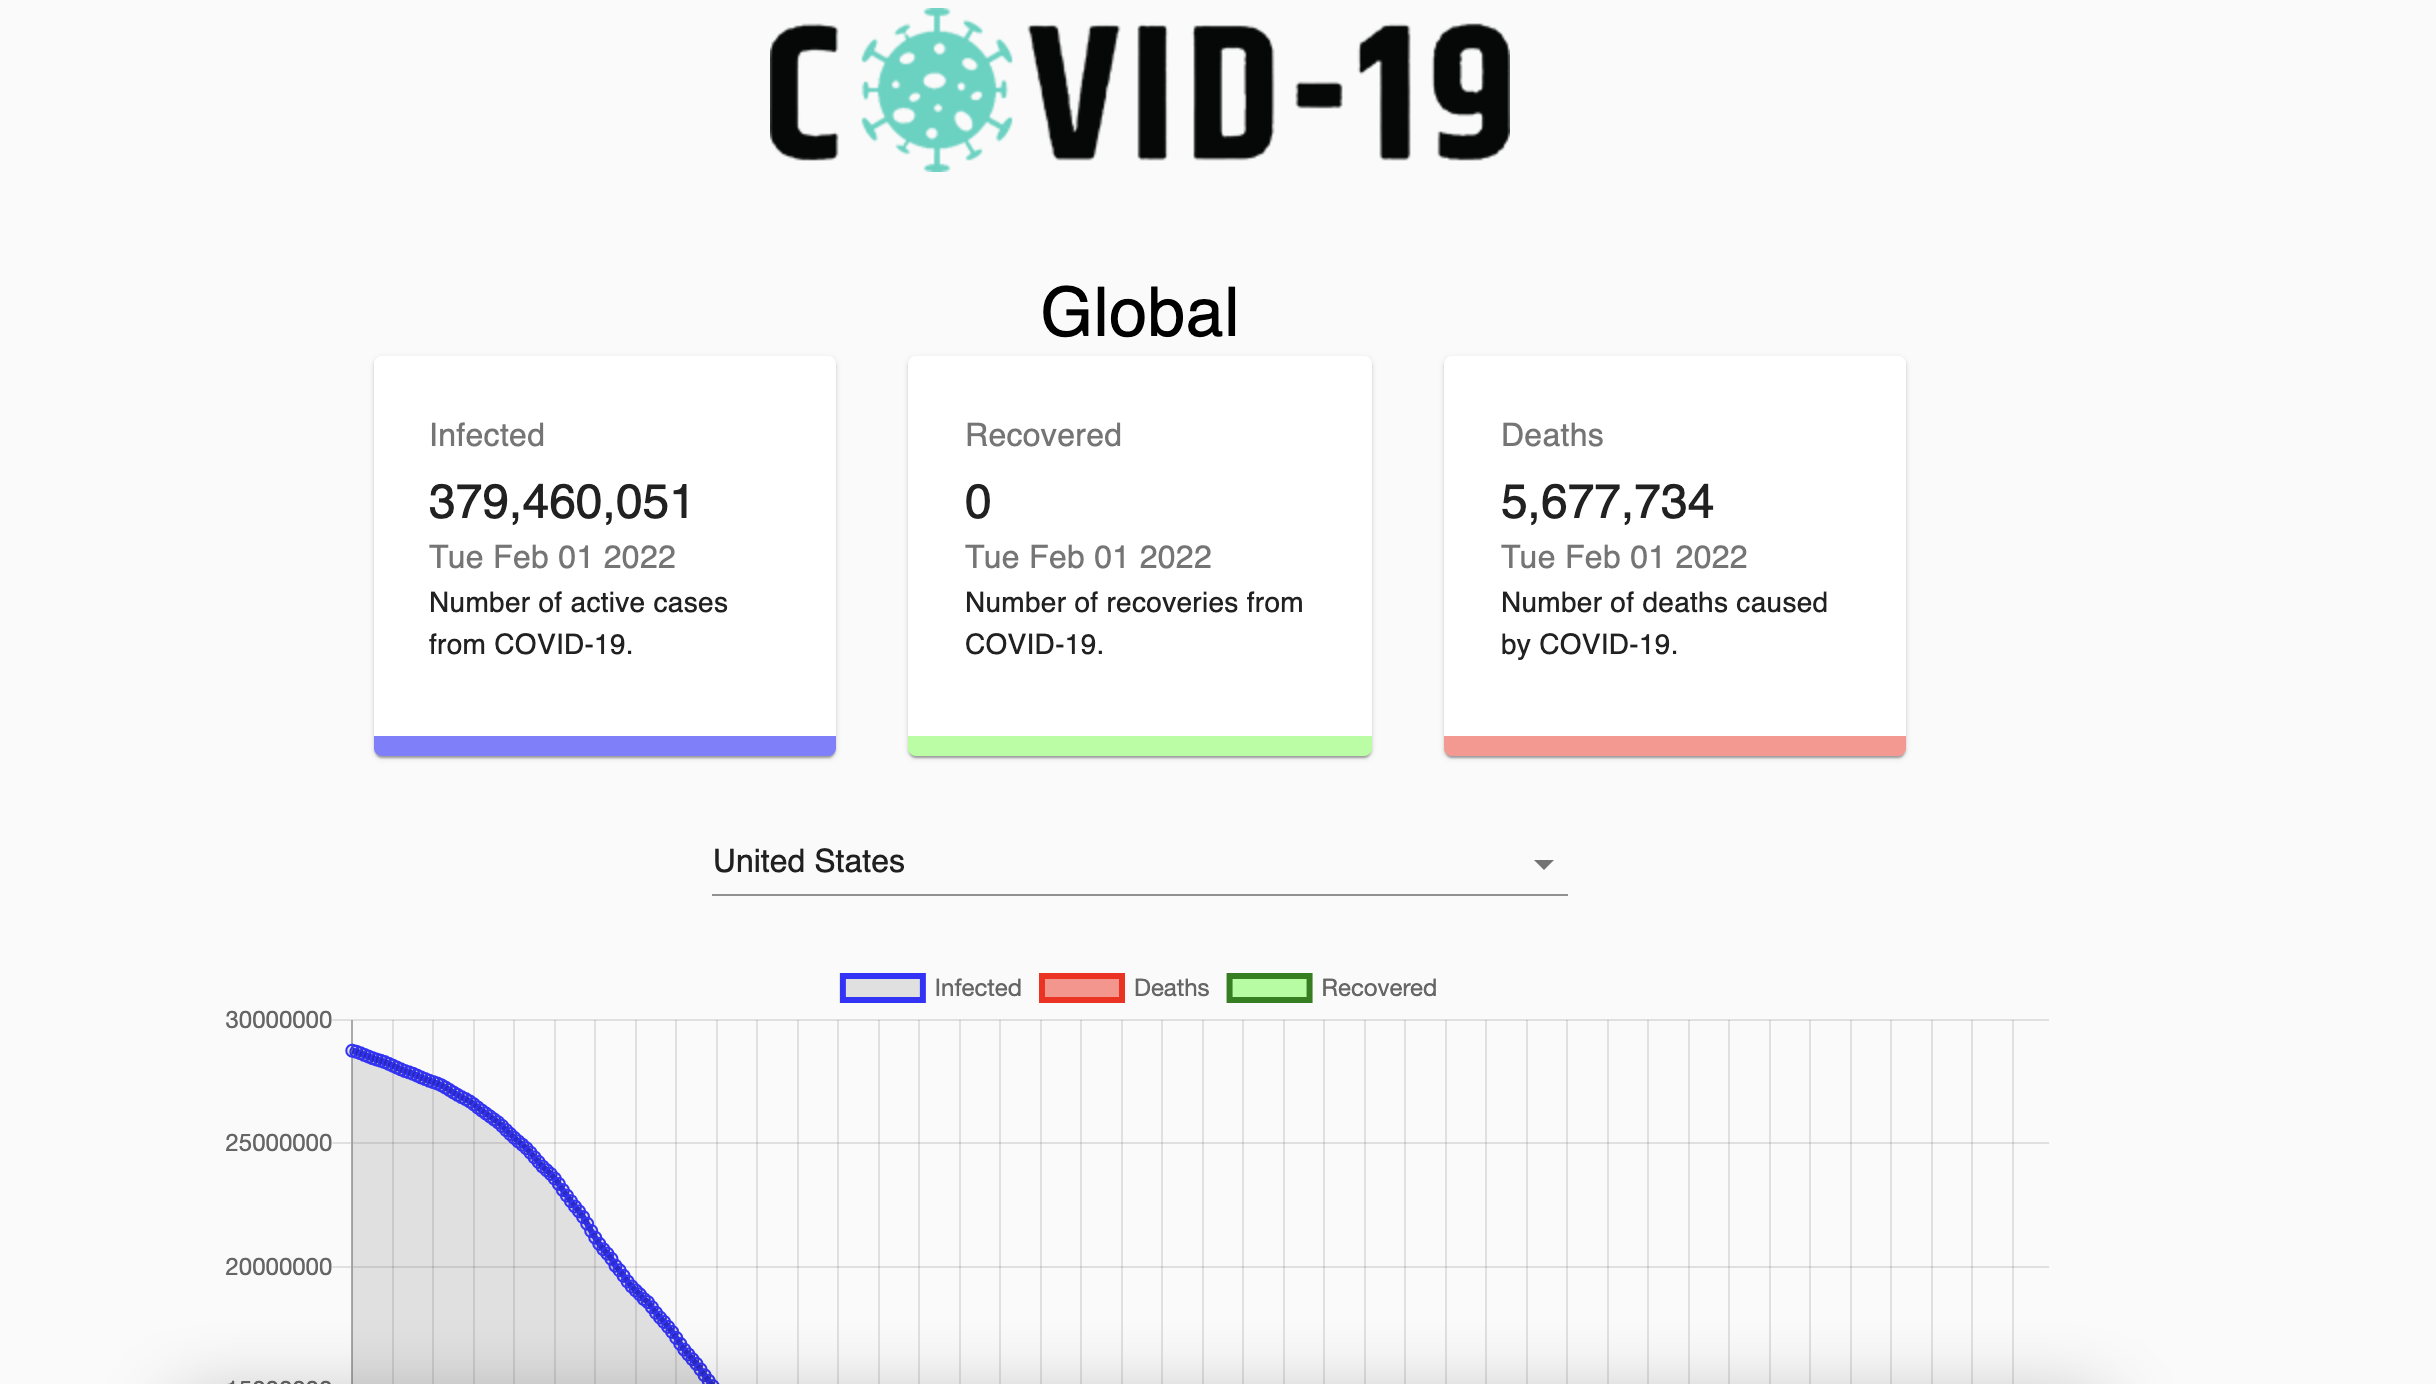 COVID-19
Global
Infected
379,460,051
Tue Feb 01 2022
Number of active cases
from COVID-19.
Recovered
0
Tue Feb 01 2022
Number of recoveries from
COVID-19.
Deaths
5,677,734
Tue Feb 01 2022
Number of deaths caused
by COVID-19.
United States
Infected Deaths Recovered
30000000
25000000
20000000